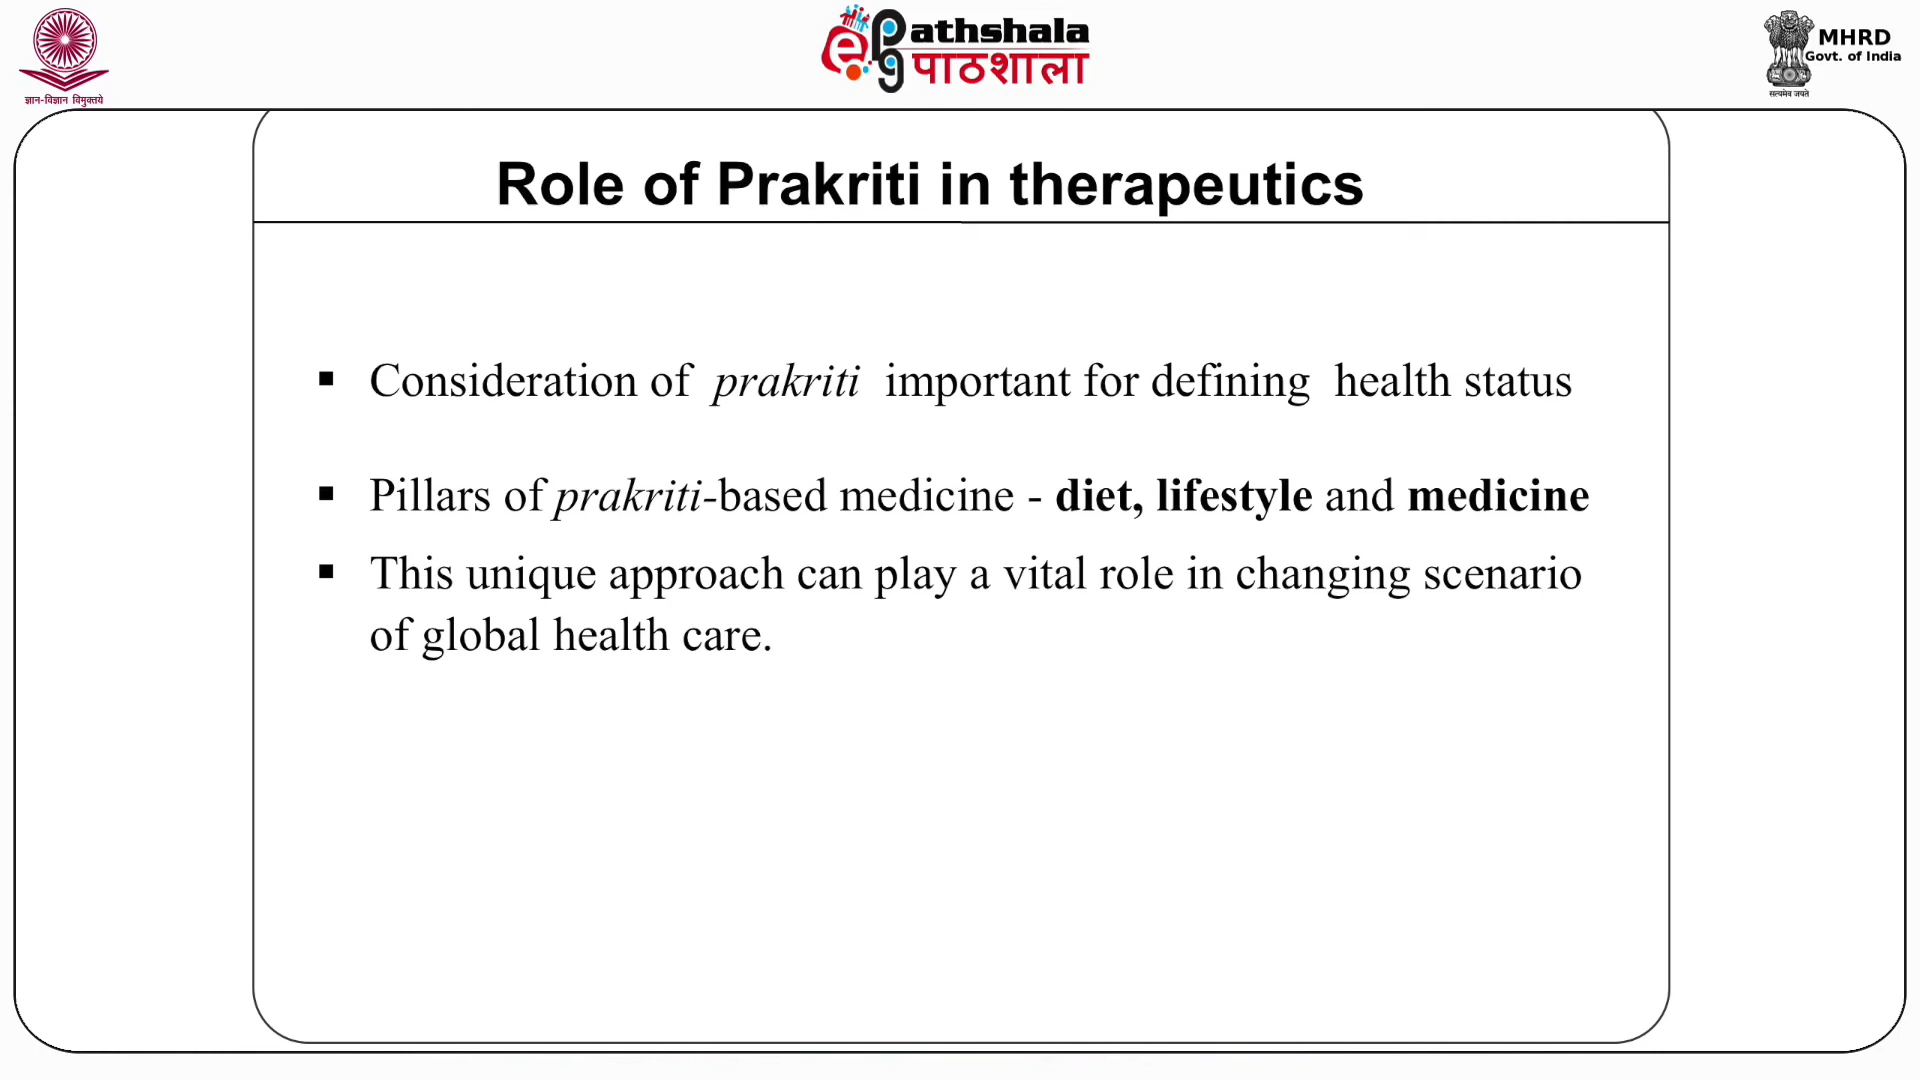 ज्ञान-विज्ञान विमुक्तये
e pg Pathshala
पाठशाला
MHRD
Govt. of India
सत्यमेव जयते
Role of Prakriti in therapeutics
▪ Consideration of prakriti important for defining health status
▪ Pillars of prakriti-based medicine - diet, lifestyle and medicine
▪ This unique approach can play a vital role in changing scenario
of global health care.